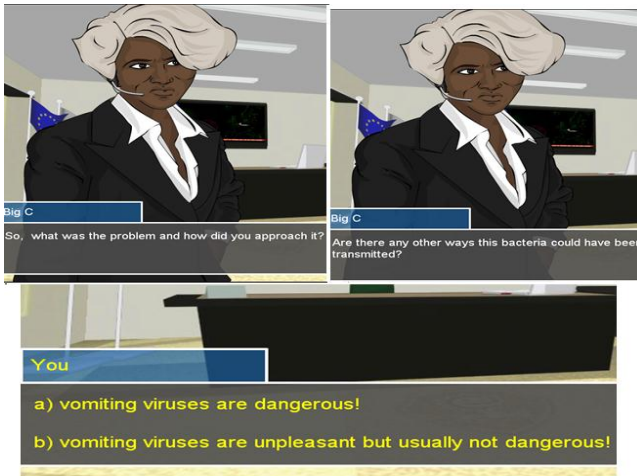 Big C
So, what was the problem and how did you approach it?
Big C
Are there any other ways this bacteria could have been
transmitted?
You
a) vomiting viruses are dangerous!
b) vomiting viruses are unpleasant but usually not dangerous!